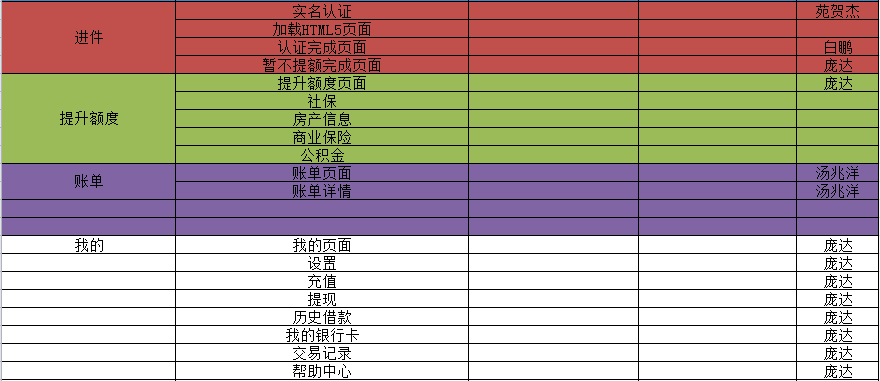 进件 实名认证 苑贺杰
加载HTML5页面
认证完成页面 白鹏
暂不提额完成页面 庞达
提升额度 提升额度页面 庞达
社保
房产信息
商业保险
公积金
账单 账单页面 汤兆洋
账单详情 汤兆洋
我的 我的页面 庞达
设置 庞达
充值 庞达
提现 庞达
历史借款 庞达
我的银行卡 庞达
交易记录 庞达
帮助中心 庞达